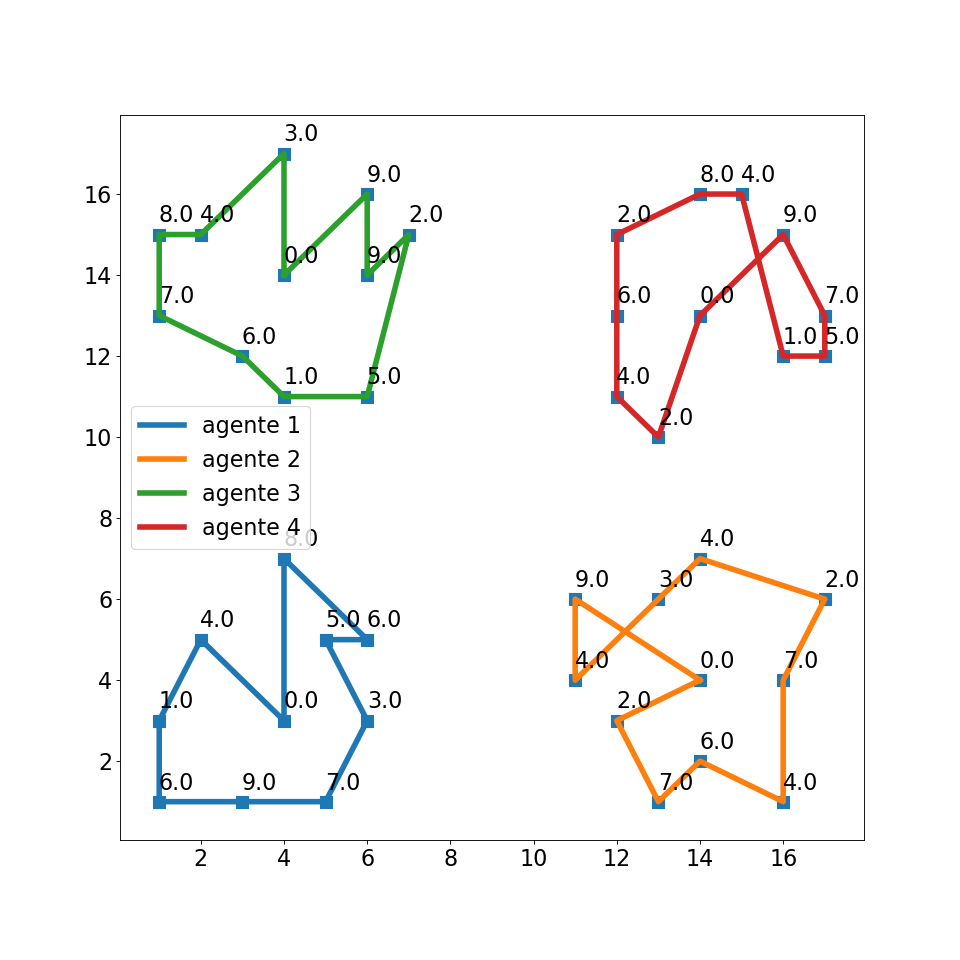 3.0
9.0
8.0 4.0
8.0 4.0 2.0
2.0 9.0
0.0 9.0
7.0 6.0 0.0 7.0
6.0 1.0 5.0
1.0 5.0 4.0
2.0
agente 1
agente 2
agente 3
agente 4
8.0 4.0
9.0 3.0 2.0
4.0 5.0 6.0
4.0 0.0 7.0
1.0 0.0 3.0 2.0
6.0
6.0 9.0 7.0 7.0 4.0
16
14
12
10
8
6
4
2
2 4 6 8 10 12 14 16